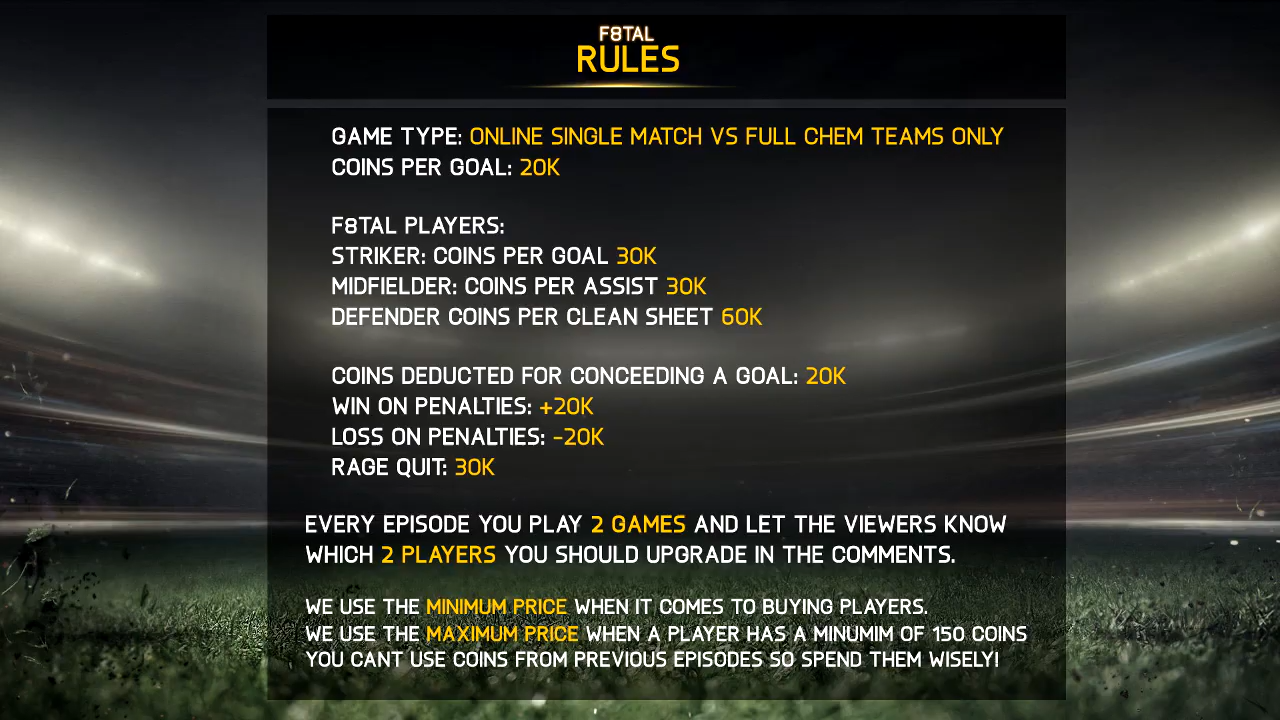 F8TAL
RULES
GAME TYPE: ONLINE SINGLE MATCH VS FULL CHEM TEAMS ONLY
COINS PER GOAL: 20K
F8TAL PLAYERS:
STRIKER: COINS PER GOAL 30K
MIDFIELDER: COINS PER ASSIST 30K
DEFENDER COINS PER CLEAN SHEET 60K
COINS DEDUCTED FOR CONCEEDING A GOAL: 20K
WIN ON PENALTIES: +20K
LOSS ON PENALTIES: -20K
RAGE QUIT: 30K
EVERY EPISODE YOU PLAY 2 GAMES AND LET THE VIEWERS KNOW
WHICH 2 PLAYERS YOU SHOULD UPGRADE IN THE COMMENTS.
WE USE THE MINIMUM PRICE WHEN IT COMES TO BUYING PLAYERS.
WE USE THE MAXIMUM PRICE WHEN A PLAYER HAS A MINUMIM OF 150 COINS
YOU CANT USE COINS FROM PREVIOUS EPISODES SO SPEND THEM WISELY!